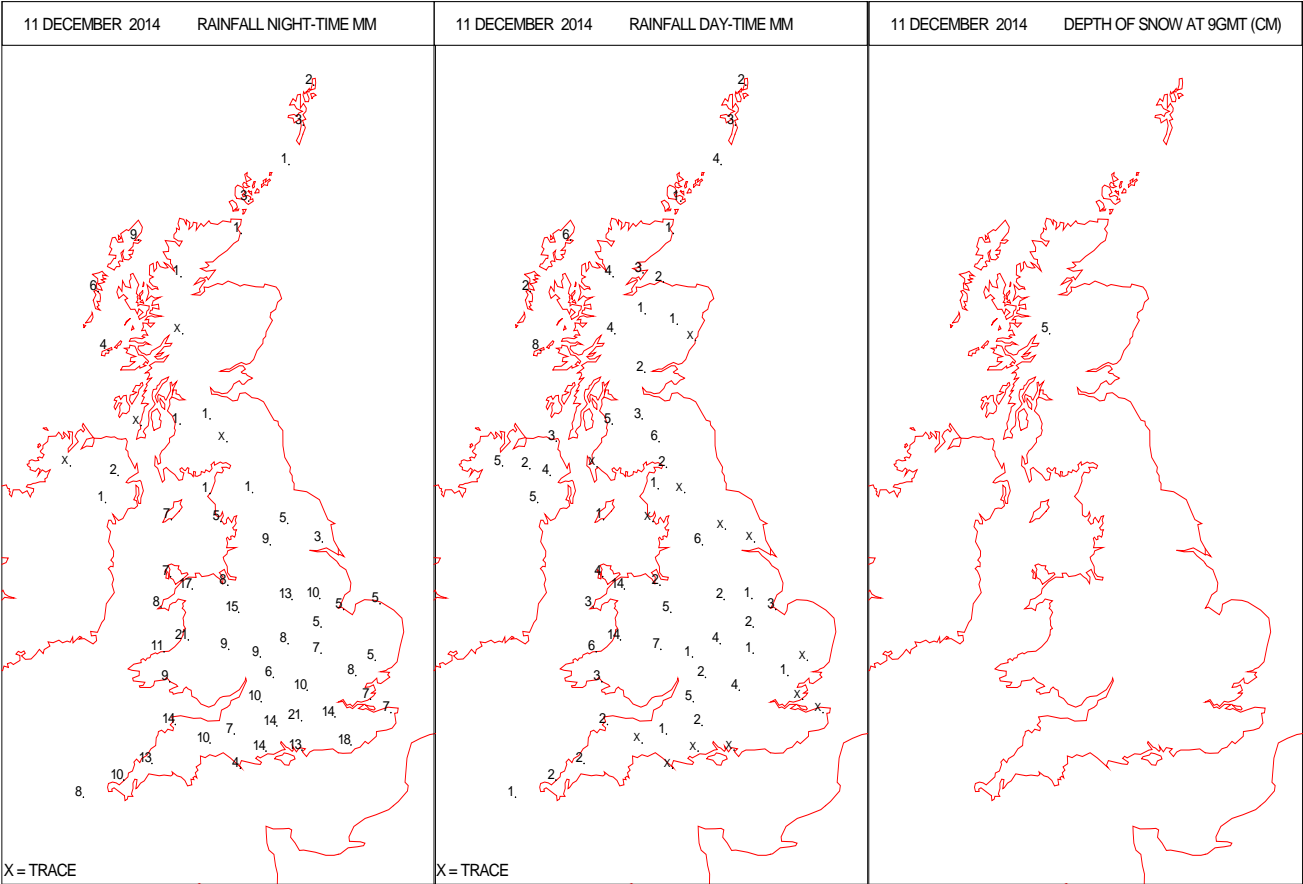 11 DECEMBER 2014 RAINFALL NIGHT-TIME MM
2
3
1
3
1
9
1
6
X
4
1
X 1
X
X
2
1
1 1
7 5
5
9 3
7
17 8
13 10
8 15 5 5
5
21 8
11 9 9 7
5
9 6 8
10 10 7
14 14 21 14 7
10 7
14 13 18
13 4
10
8
X = TRACE
11 DECEMBER 2014 RAINFALL DAY-TIME MM
2
3
4
1
1
6
4 3 2
2
1
4 1
X
8
2
5 3
3 6
5 2 4 X 2
5 1 X
1 X
X
6 X
4
14 2
2 1
3 5 3
2
14 4
6 7 1 1
X
3 2 1
5 4 X
2 2 X
X 1
X X
2 X
2
1
X = TRACE
11 DECEMBER 2014 DEPTH OF SNOW AT 9GMT (CM)
5